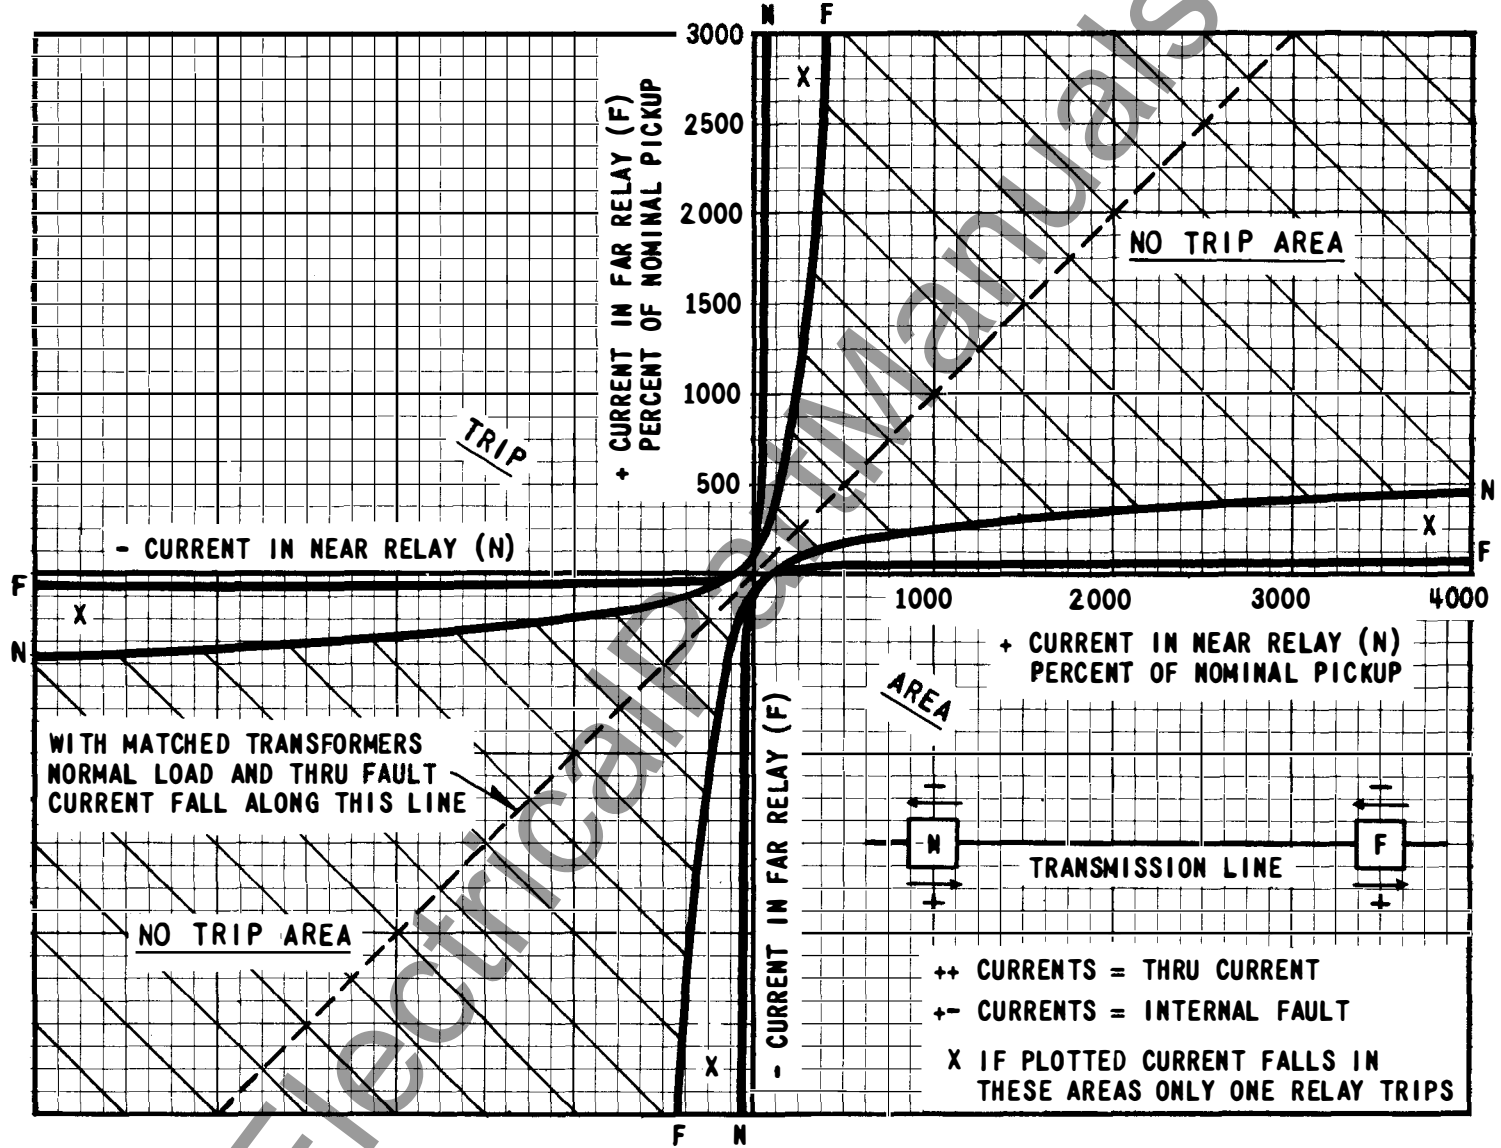 N F
3000
2500
2000
1500
1000
500
+ CURRENT IN FAR RELAY (F)
PERCENT OF NOMINAL PICKUP
X
NO TRIP AREA
TRIP
- CURRENT IN NEAR RELAY (N)
N
X
F
F
X
N
1000 2000 3000 4000
+ CURRENT IN NEAR RELAY (N)
PERCENT OF NOMINAL PICKUP
AREA
WITH MATCHED TRANSFORMERS
NORMAL LOAD AND THRU FAULT
CURRENT FALL ALONG THIS LINE
NO TRIP AREA
- CURRENT IN FAR RELAY (F)
- -
N F
TRANSMISSION LINE
+ +
++ CURRENTS = THRU CURRENT
+- CURRENTS = INTERNAL FAULT
X IF PLOTTED CURRENT FALLS IN
THESE AREAS ONLY ONE RELAY TRIPS
X
F N
ElectricalPartManuals